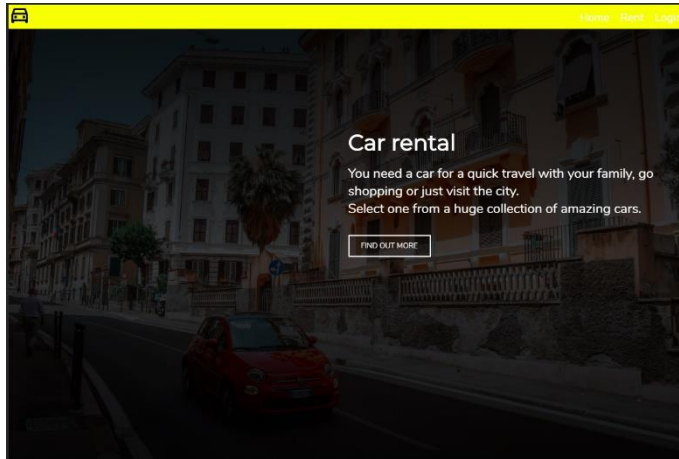 Home Rent Login
Car rental
You need a car for a quick travel with your family, go
shopping or just visit the city.
Select one from a huge collection of amazing cars.
FIND OUT MORE